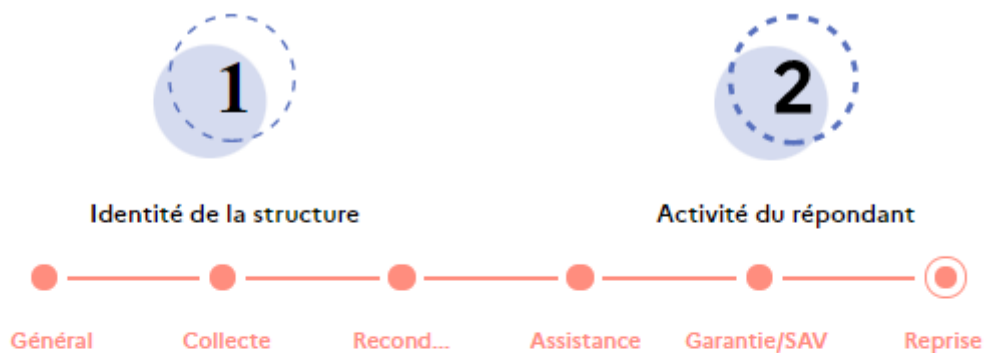 1 2
Identité de la structure Activité du répondant
Général Collecte Recond... Assistance Garantie/SAV Reprise